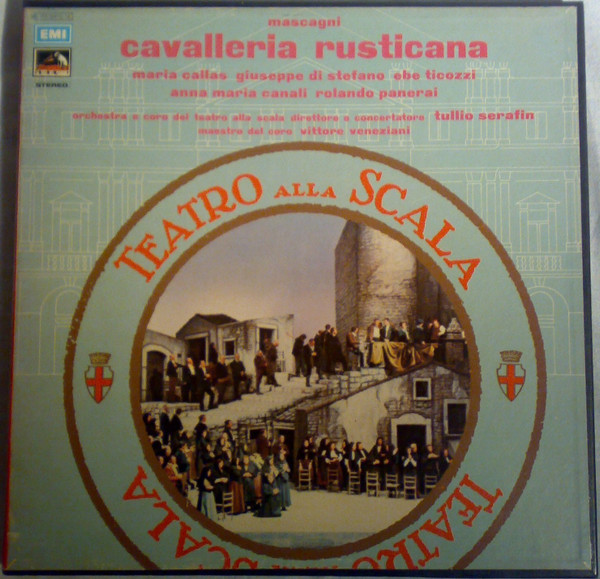 mascagni
EMI
cavalleria rusticana
STEREO
maria callas giuseppe di stefano ebe ticozzi
anna maria canali rolando panerai
orchestra e coro del teatro alla scala direttore e concertatore tullio serafin
maestro del coro vittore veneziani
TEATRO ALLA SCALA
TEATRO
SCALA